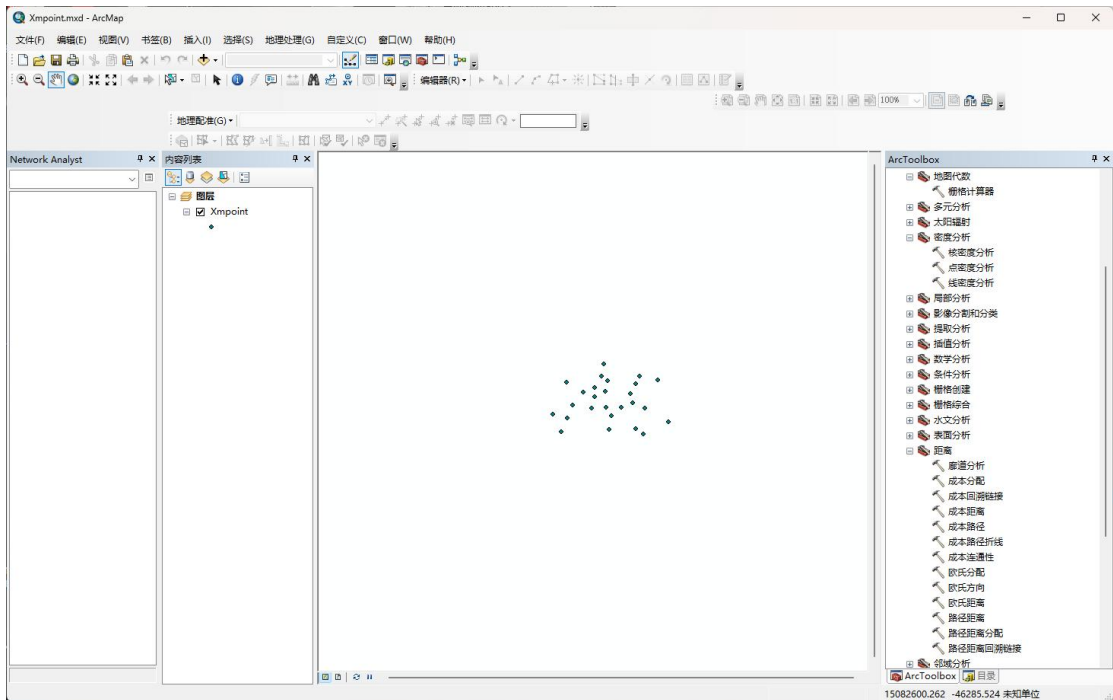 Xmpoint.mxd - ArcMap
文件(F) 编辑(E) 视图(V) 书签(B) 插入(I) 选择(S) 地理处理(G) 自定义(C) 窗口(W) 帮助(H)
编辑器(R)
100%
地理配准(G)
Network Analyst
内容列表
图层
Xmpoint
ArcToolbox
地图代数
栅格计算器
多元分析
太阳辐射
密度分析
核密度分析
点密度分析
线密度分析
局部分析
影像分割和分类
提取分析
插值分析
数学分析
条件分析
栅格创建
栅格综合
水文分析
表面分析
距离
廊道分析
成本分配
成本回溯链接
成本距离
成本路径
成本路径折线
成本连通性
欧氏分配
欧氏方向
欧氏距离
路径距离
路径距离分配
路径距离回溯链接
邻域分析
ArcToolbox 目录
15082600.262 -46285.524 未知单位